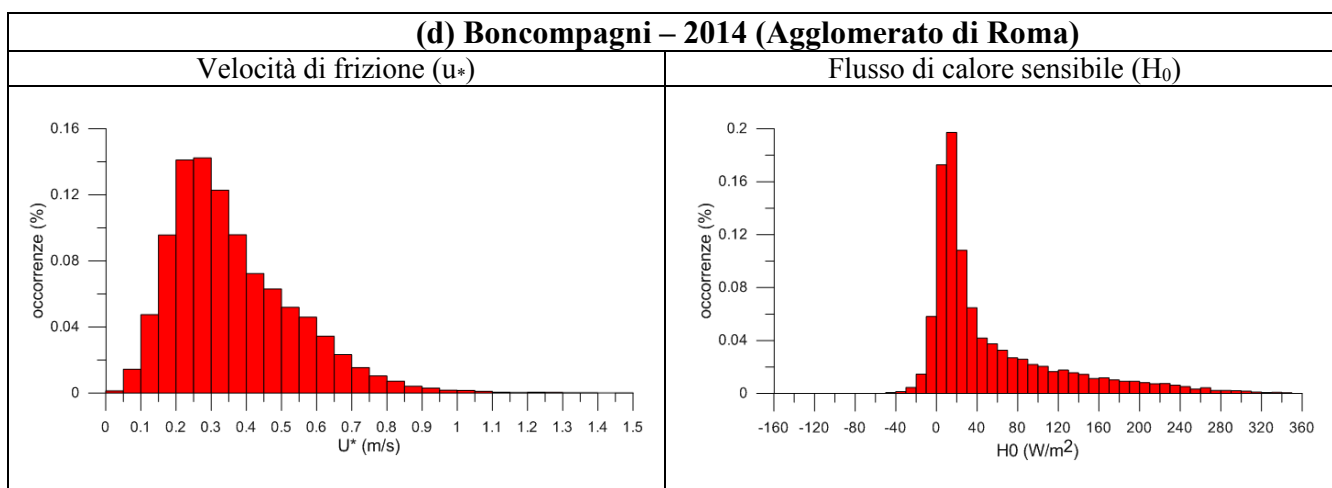 (d) Boncompagni – 2014 (Agglomerato di Roma)
Velocità di frizione (u*)
Flusso di calore sensibile (H0)
0.16
0.12
0.08
0.04
0
occorrenze (%)
0 0.1 0.2 0.3 0.4 0.5 0.6 0.7 0.8 0.9 1 1.1 1.2 1.3 1.4 1.5
U* (m/s)
0.2
0.16
0.12
0.08
0.04
0
occorrenze (%)
-160 -120 -80 -40 0 40 80 120 160 200 240 280 320 360
H0 (W/m2)